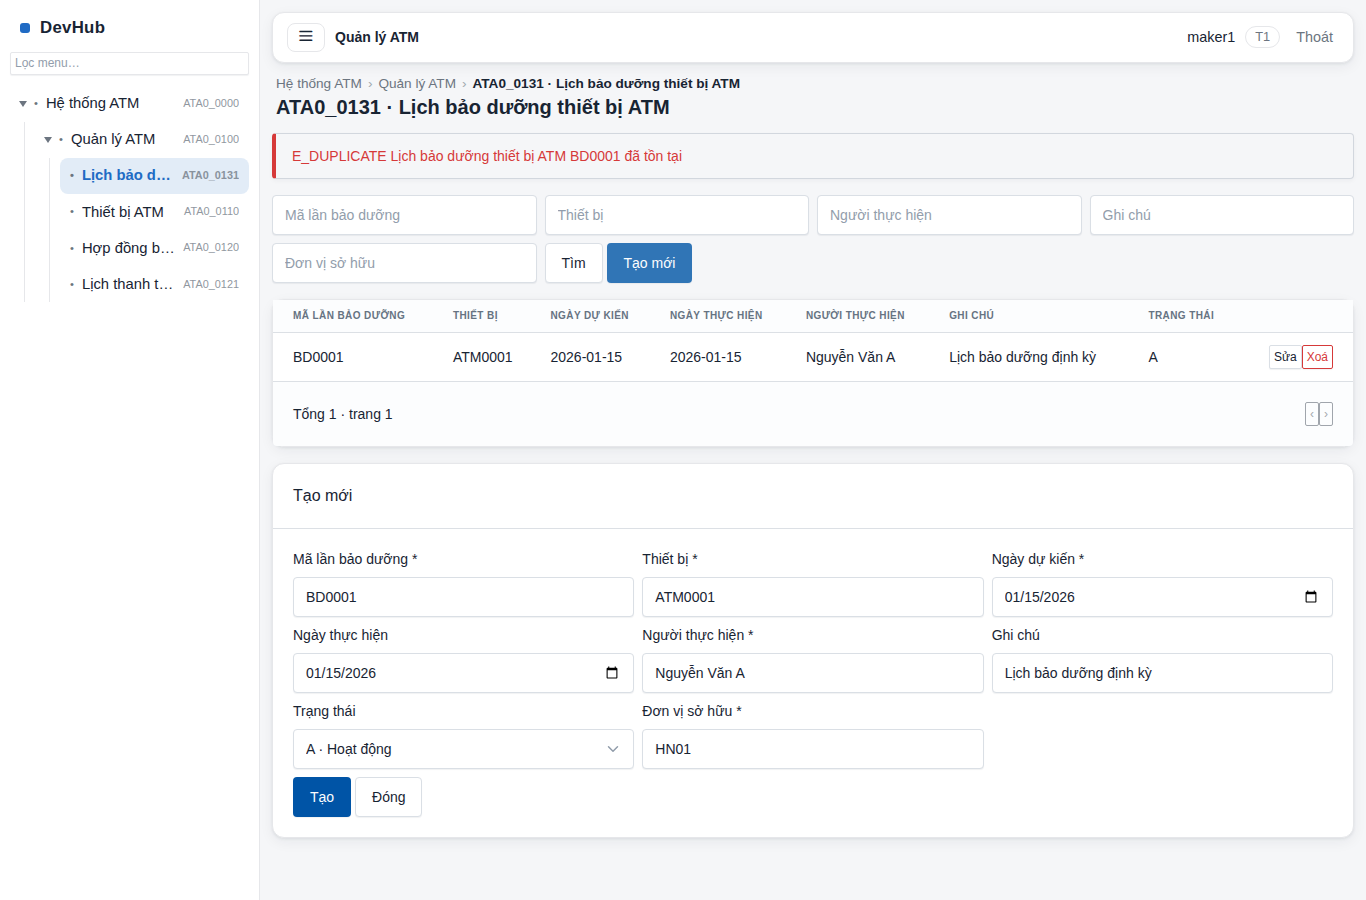 DevHub
Lọc menu…
Hệ thống ATM ATA0_0000
Quản lý ATM ATA0_0100
Lịch bảo d… ATA0_0131
Thiết bị ATM ATA0_0110
Hợp đồng b… ATA0_0120
Lịch thanh t… ATA0_0121
Quản lý ATM
maker1 T1 Thoát
Hệ thống ATM › Quản lý ATM › ATA0_0131 · Lịch bảo dưỡng thiết bị ATM
ATA0_0131 · Lịch bảo dưỡng thiết bị ATM
E_DUPLICATE Lịch bảo dưỡng thiết bị ATM BD0001 đã tồn tại
Mã lần bảo dưỡng Thiết bị Người thực hiện Ghi chú
Đơn vị sở hữu Tìm Tạo mới
MÃ LẦN BẢO DƯỠNG THIẾT BỊ NGÀY DỰ KIẾN NGÀY THỰC HIỆN NGƯỜI THỰC HIỆN GHI CHÚ TRẠNG THÁI
BD0001 ATM0001 2026-01-15 2026-01-15 Nguyễn Văn A Lịch bảo dưỡng định kỳ A Sửa Xoá
Tổng 1 · trang 1 ‹ ›
Tạo mới
Mã lần bảo dưỡng * Thiết bị * Ngày dự kiến *
BD0001 ATM0001 01/15/2026
Ngày thực hiện Người thực hiện * Ghi chú
01/15/2026 Nguyễn Văn A Lịch bảo dưỡng định kỳ
Trạng thái Đơn vị sở hữu *
A · Hoạt động HN01
Tạo Đóng